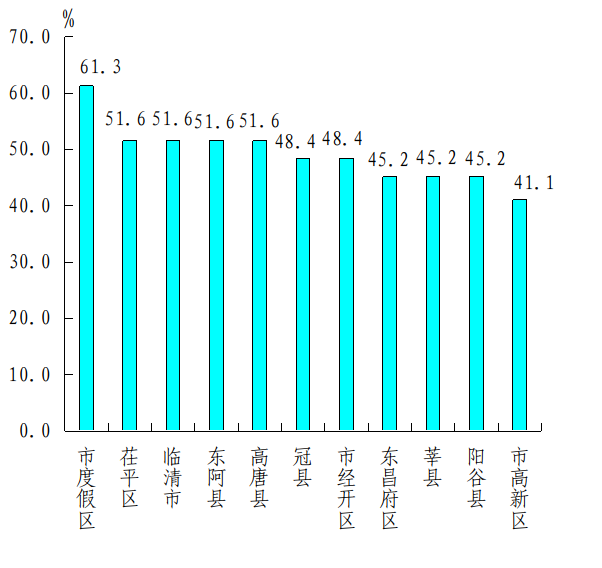 %
70.0
60.0
50.0
40.0
30.0
20.0
10.0
0.0
61.3
51.6
51.6
51.6
51.6
48.4
48.4
45.2
45.2
45.2
41.1
市度假区
茌平区
临清市
东阿县
高唐县
冠县
市经开区
东昌府区
莘县
阳谷县
市高新区